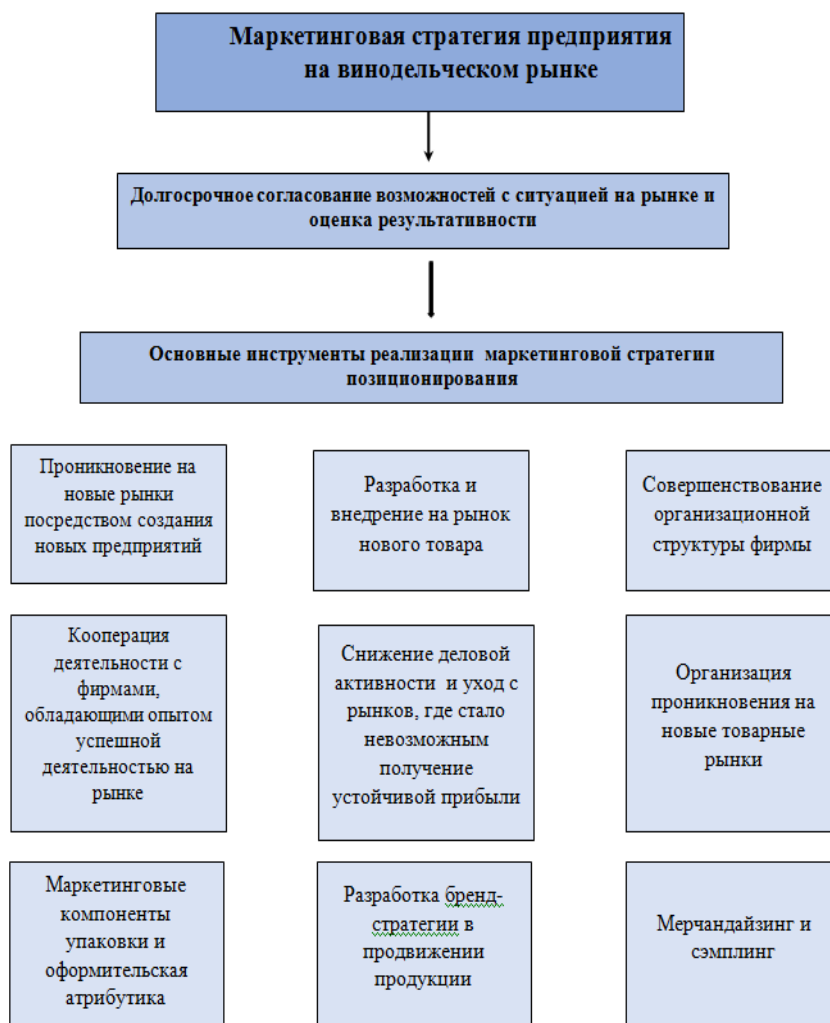 Маркетинговая стратегия предприятия
на винодельческом рынке
Долгосрочное согласование возможностей с ситуацией на рынке и
оценка результативности
Основные инструменты реализации маркетинговой стратегии
позиционирования
Проникновение на
новые рынки
посредством создания
новых предприятий
Разработка и
внедрение на рынок
нового товара
Совершенствование
организационной
структуры фирмы
Кооперация
деятельности с
фирмами,
обладающими опытом
успешной
деятельностью на
рынке
Снижение деловой
активности и уход с
рынков, где стало
невозможным
получение
устойчивой прибыли
Организация
проникновения на
новые товарные
рынки
Маркетинговые
компоненты
упаковки и
оформительская
атрибутика
Разработка бренд-
стратегии в
продвижении
продукции
Мерчандайзинг и
сэмплинг